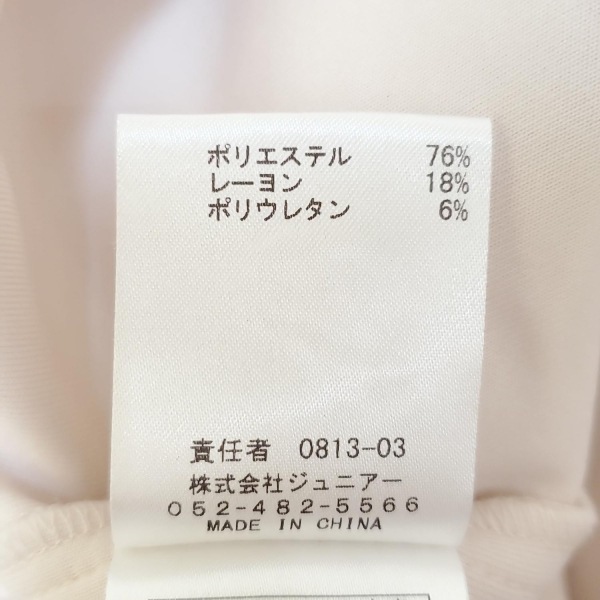 ポリエステル 76%
レーヨン 18%
ポリウレタン 6%
責任者 0813-03
株式会社ジュニアー
052-482-5566
MADE IN CHINA